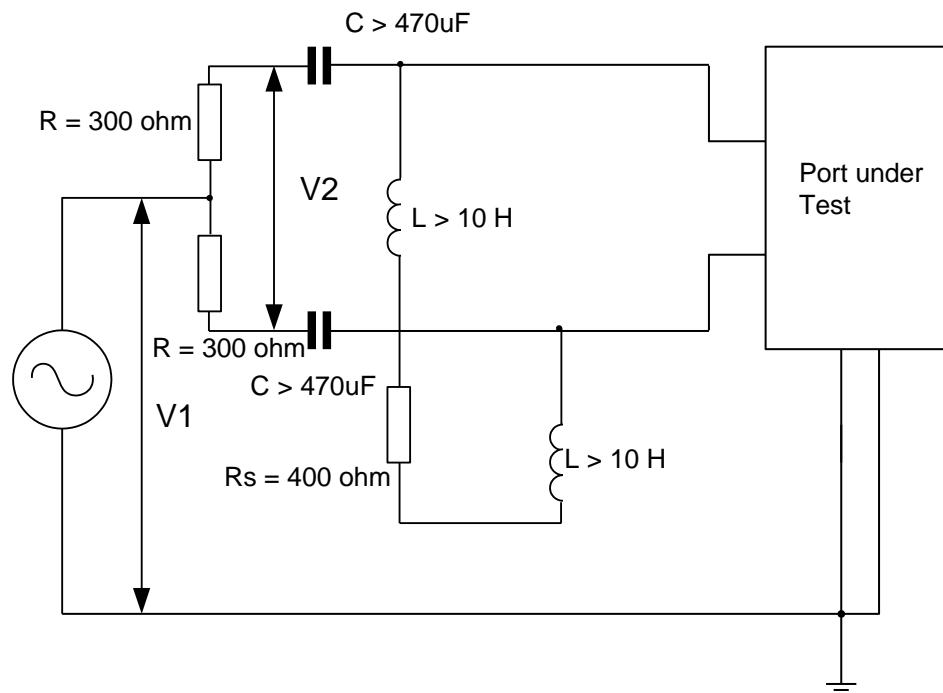 C > 470uF
R = 300 ohm
V2
Port under
Test
L > 10 H
R = 300 ohm
C > 470uF
V1
L > 10 H
Rs = 400 ohm